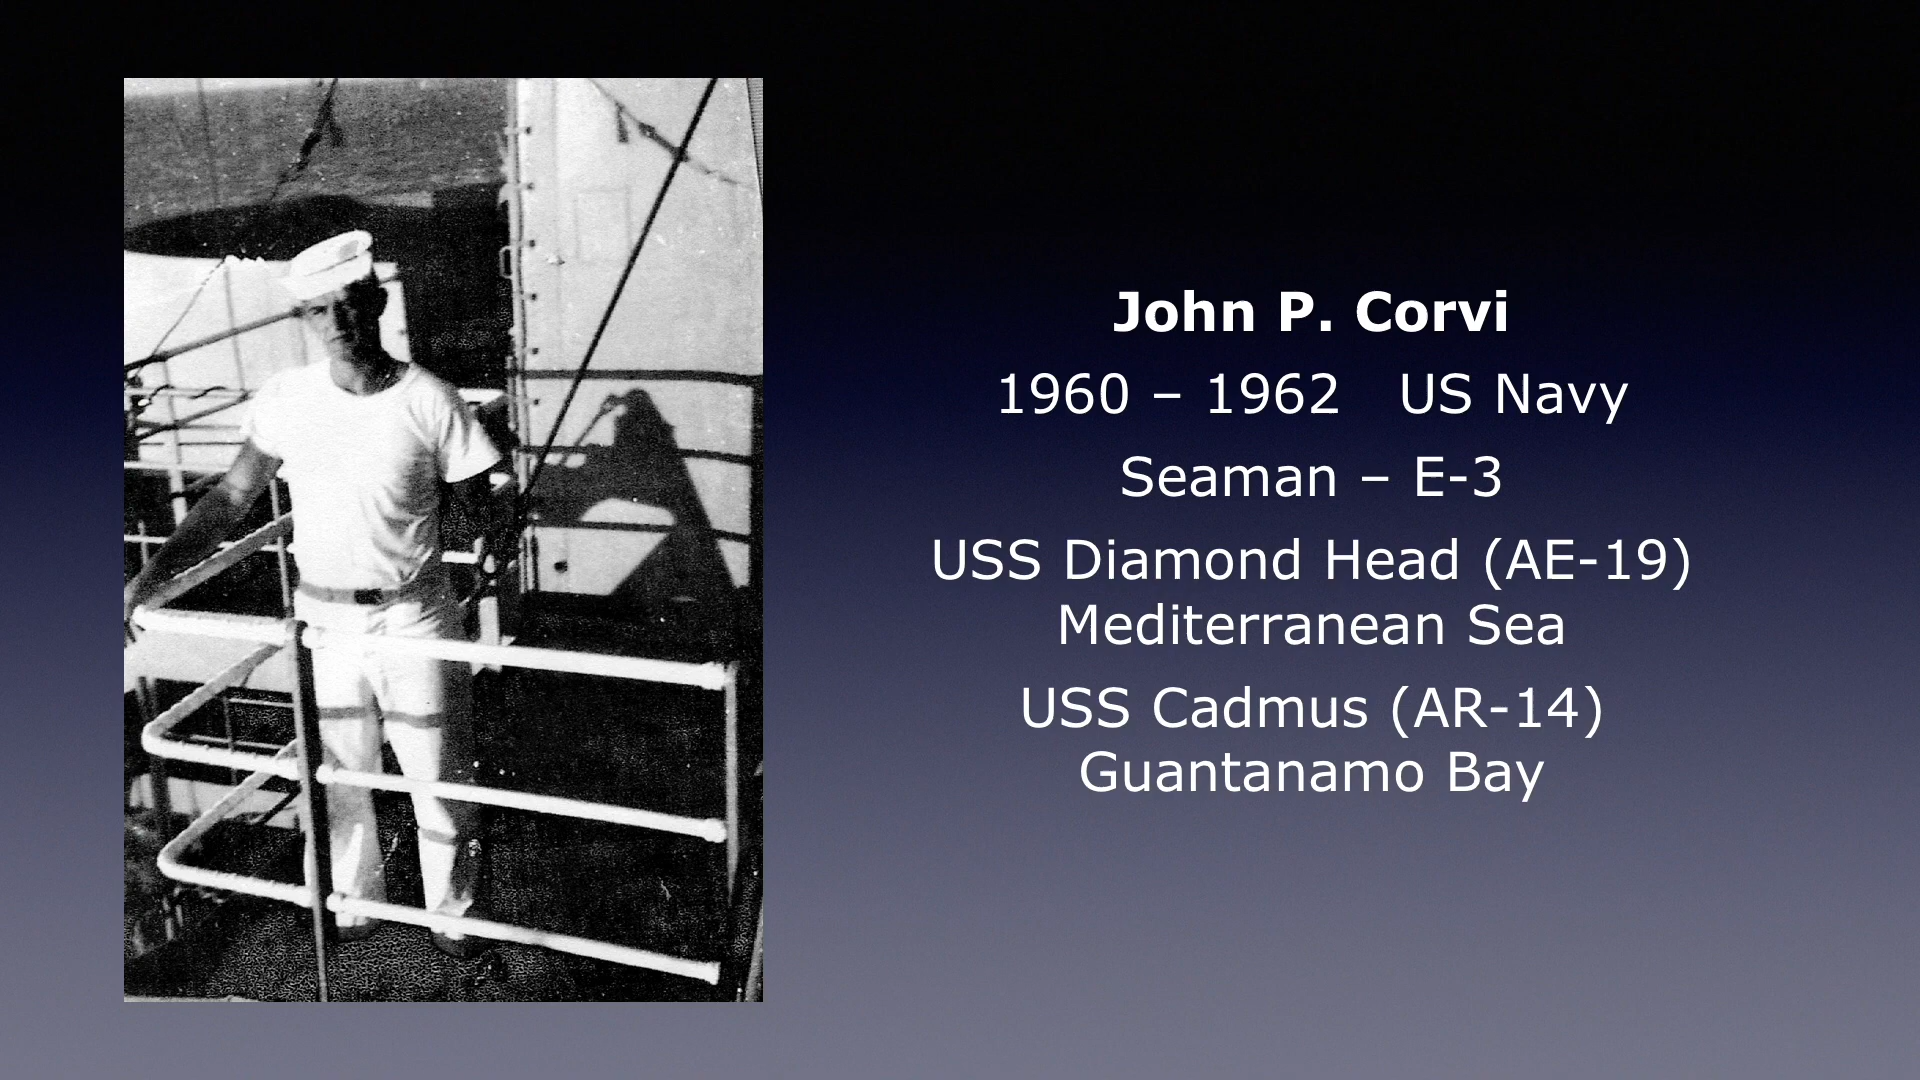 John P. Corvi
1960 – 1962   US Navy
Seaman – E-3
USS Diamond Head (AE-19)
Mediterranean Sea
USS Cadmus (AR-14)
Guantanamo Bay